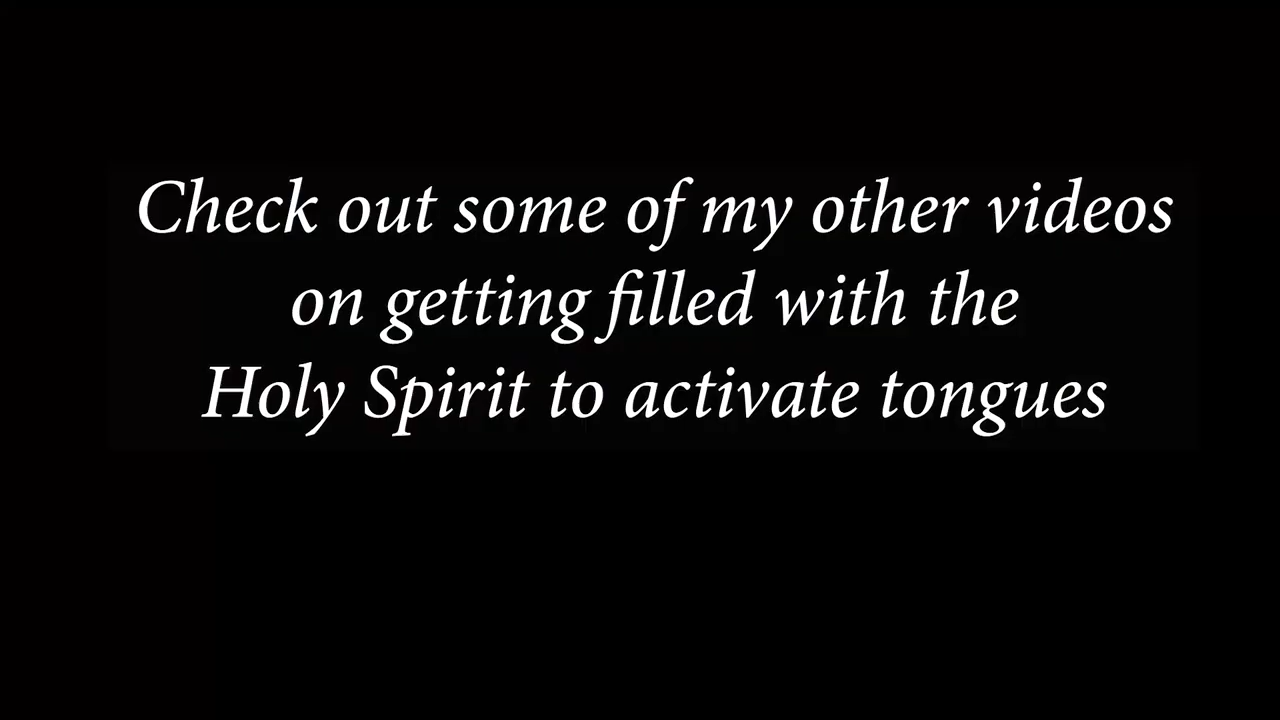 Check out some of my other videos
on getting filled with the
Holy Spirit to activate tongues